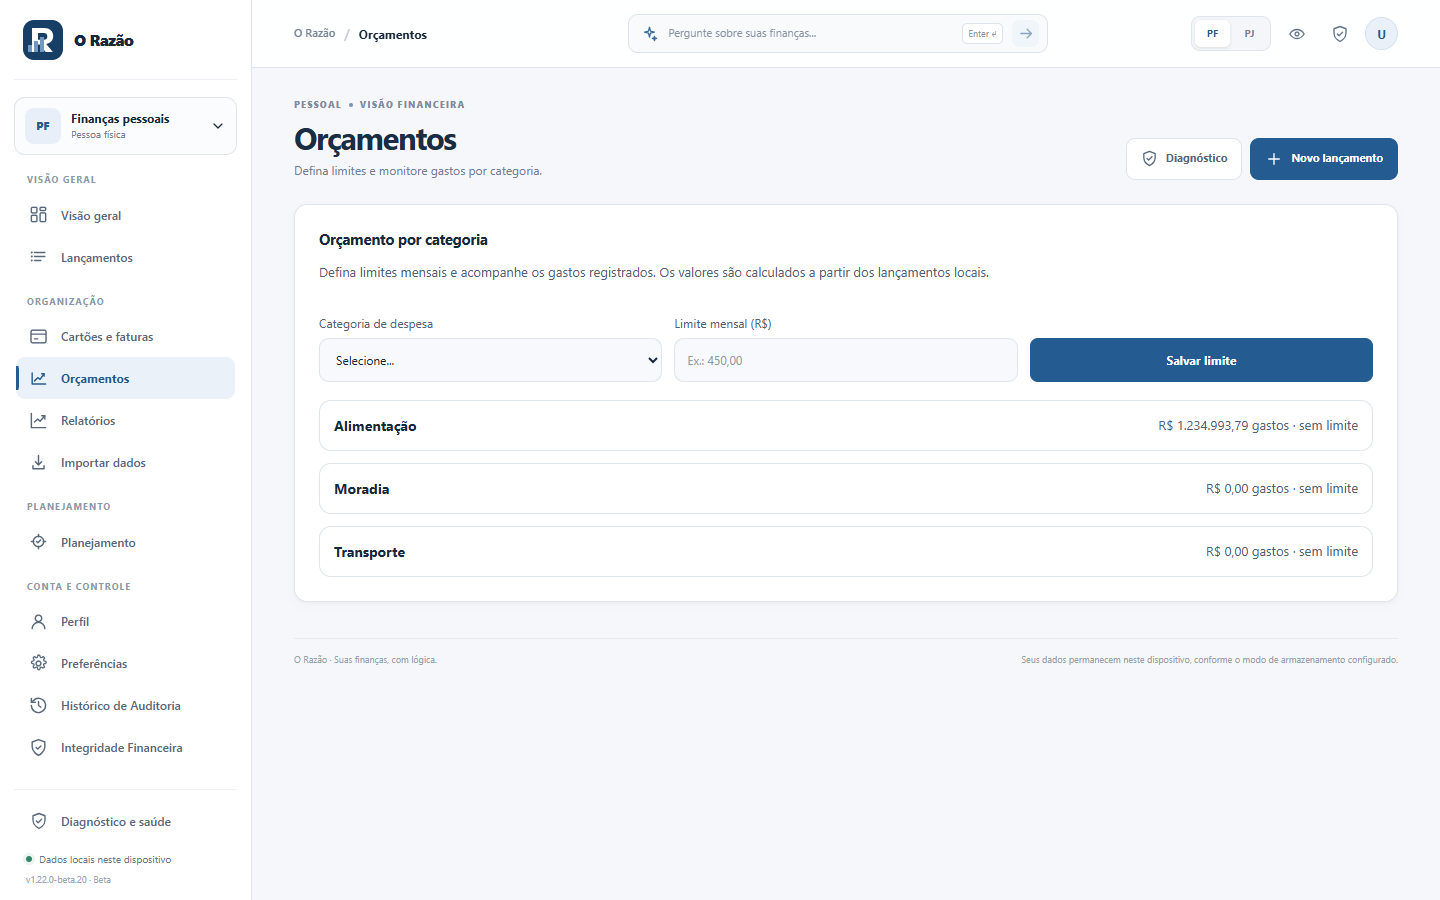 O Razão
PF
Finanças pessoais
Pessoa física
VISÃO GERAL
Visão geral
Lançamentos
ORGANIZAÇÃO
Cartões e faturas
Orçamentos
Relatórios
Importar dados
PLANEJAMENTO
Planejamento
CONTA E CONTROLE
Perfil
Preferências
Histórico de Auditoria
Integridade Financeira
Diagnóstico e saúde
Dados locais neste dispositivo
v1.22.0-beta.20 · Beta
O Razão / Orçamentos
Pergunte sobre suas finanças...
Enter ↵
PF PJ
U
PESSOAL • VISÃO FINANCEIRA
Orçamentos
Defina limites e monitore gastos por categoria.
Diagnóstico
Novo lançamento
Orçamento por categoria
Defina limites mensais e acompanhe os gastos registrados. Os valores são calculados a partir dos lançamentos locais.
Categoria de despesa
Selecione...
Limite mensal (R$)
Ex.: 450,00
Salvar limite
Alimentação R$ 1.234.993,79 gastos · sem limite
Moradia R$ 0,00 gastos · sem limite
Transporte R$ 0,00 gastos · sem limite
O Razão · Suas finanças, com lógica.
Seus dados permanecem neste dispositivo, conforme o modo de armazenamento configurado.